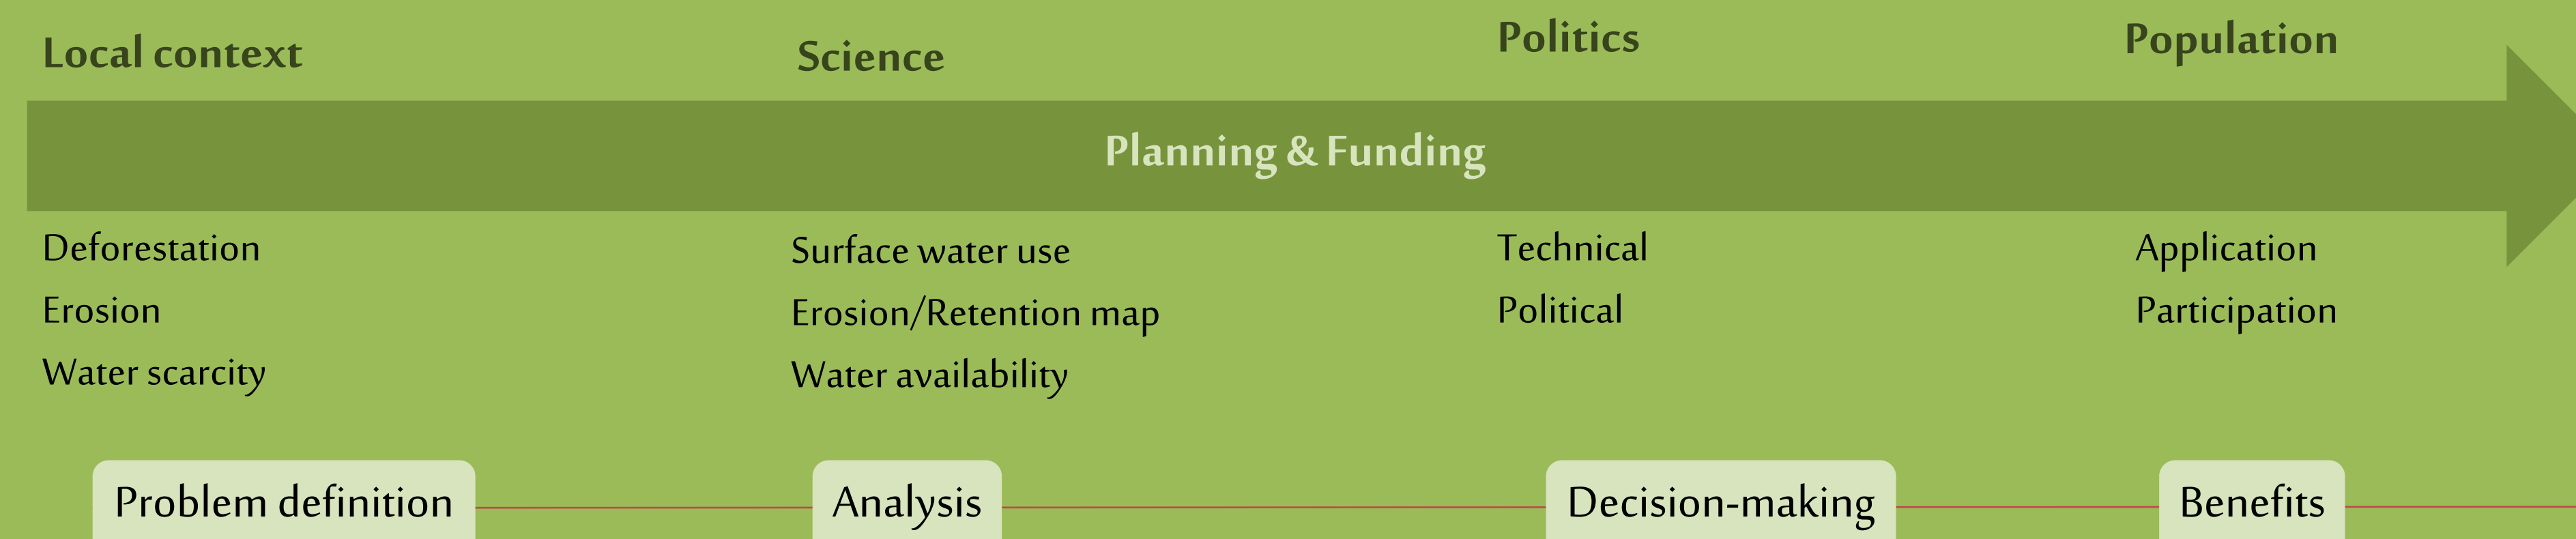 Local context
Science
Politics
Population
Planning & Funding
Deforestation
Erosion
Water scarcity
Surface water use
Erosion/Retention map
Water availability
Technical
Political
Application
Participation
Problem definition
Analysis
Decision-making
Benefits